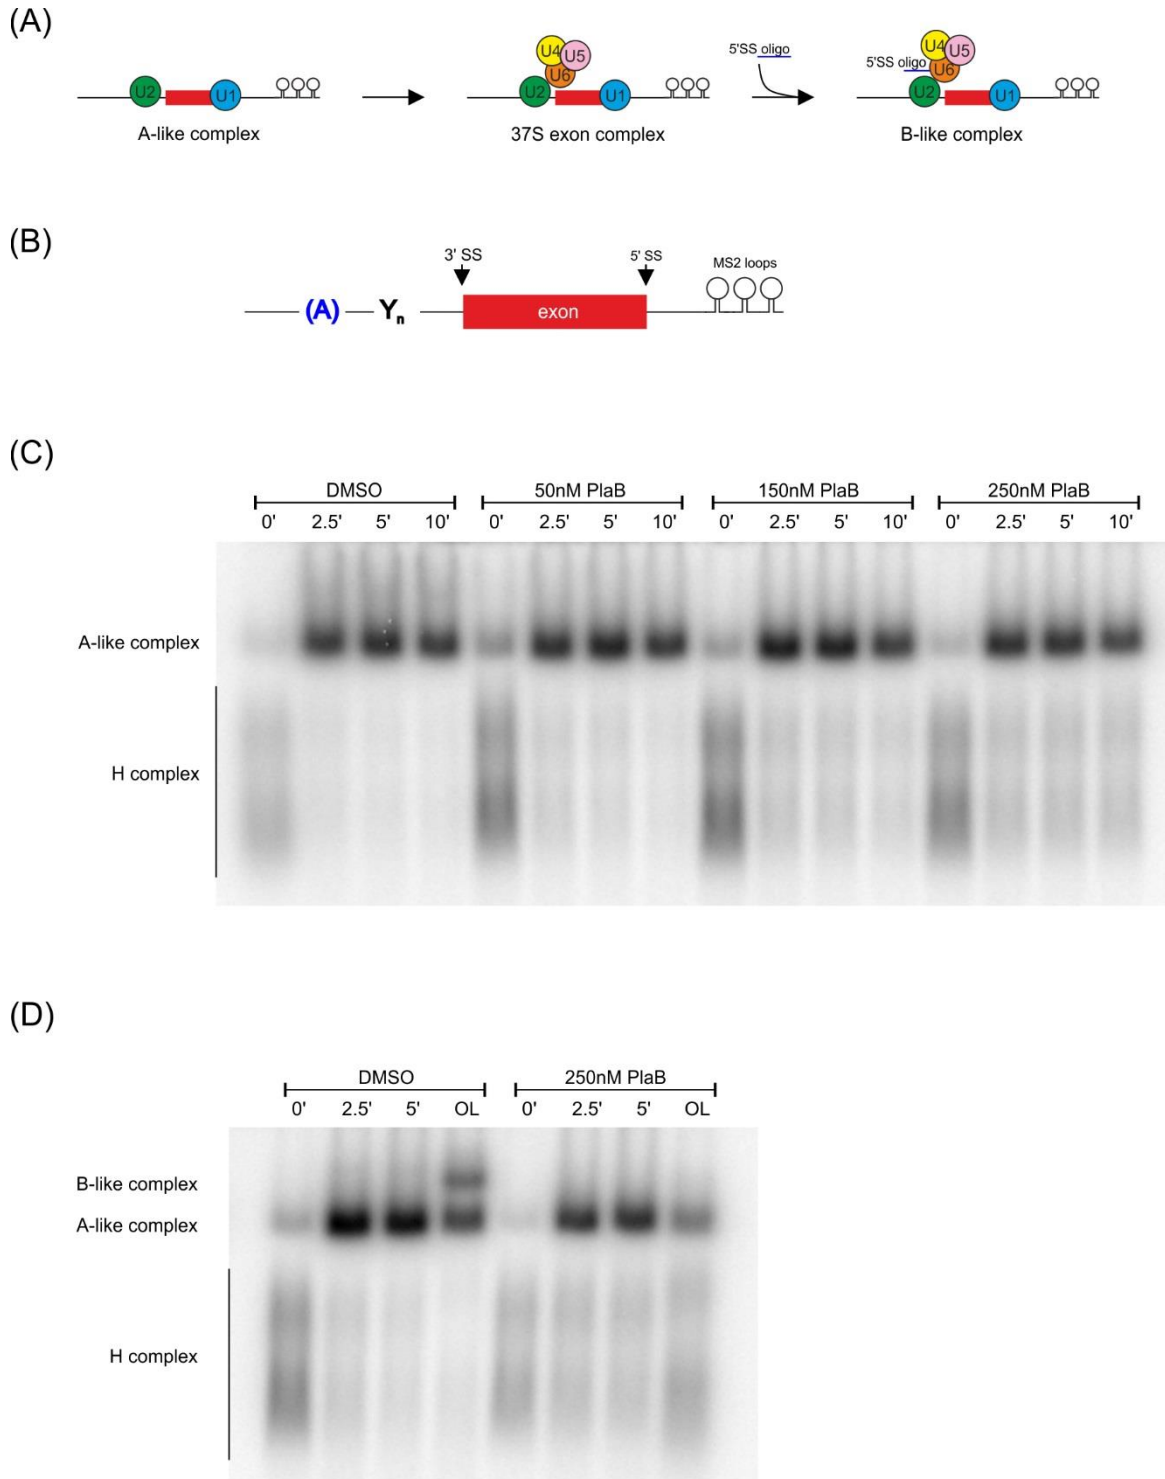 (A)
U2 U1
A-like complex
U4 U5 U6 U2 U1
37S exon complex
5'SS oligo
U4 U5 5'SS oligo U6 U2 U1
B-like complex
(B)
3' SS 5' SS MS2 loops
(A) Yn exon
(C)
DMSO 50nM PlaB 150nM PlaB 250nM PlaB
0' 2.5' 5' 10' 0' 2.5' 5' 10' 0' 2.5' 5' 10' 0' 2.5' 5' 10'
A-like complex
H complex
(D)
DMSO 250nM PlaB
0' 2.5' 5' OL 0' 2.5' 5' OL
B-like complex
A-like complex
H complex